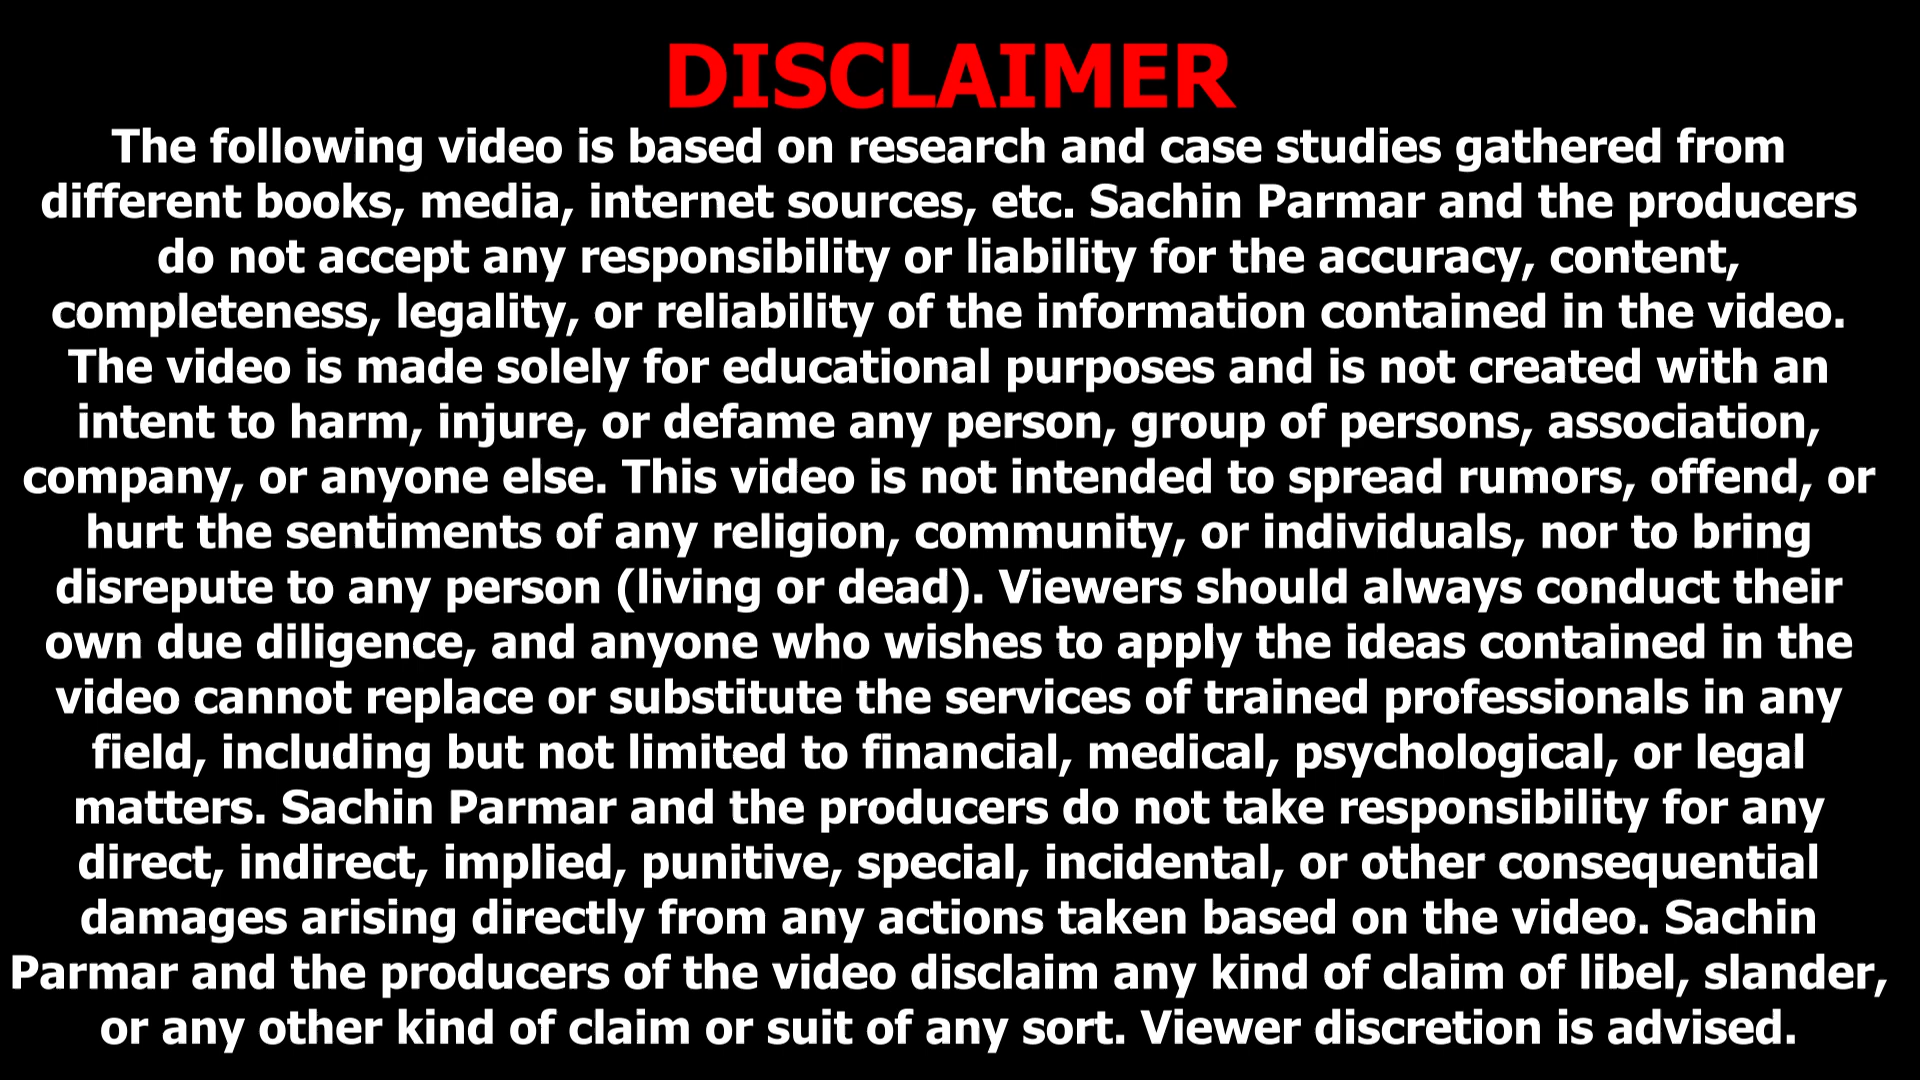 DISCLAIMER
The following video is based on research and case studies gathered from
different books, media, internet sources, etc. Sachin Parmar and the producers
do not accept any responsibility or liability for the accuracy, content,
completeness, legality, or reliability of the information contained in the video.
The video is made solely for educational purposes and is not created with an
intent to harm, injure, or defame any person, group of persons, association,
company, or anyone else. This video is not intended to spread rumors, offend, or
hurt the sentiments of any religion, community, or individuals, nor to bring
disrepute to any person (living or dead). Viewers should always conduct their
own due diligence, and anyone who wishes to apply the ideas contained in the
video cannot replace or substitute the services of trained professionals in any
field, including but not limited to financial, medical, psychological, or legal
matters. Sachin Parmar and the producers do not take responsibility for any
direct, indirect, implied, punitive, special, incidental, or other consequential
damages arising directly from any actions taken based on the video. Sachin
Parmar and the producers of the video disclaim any kind of claim of libel, slander,
or any other kind of claim or suit of any sort. Viewer discretion is advised.